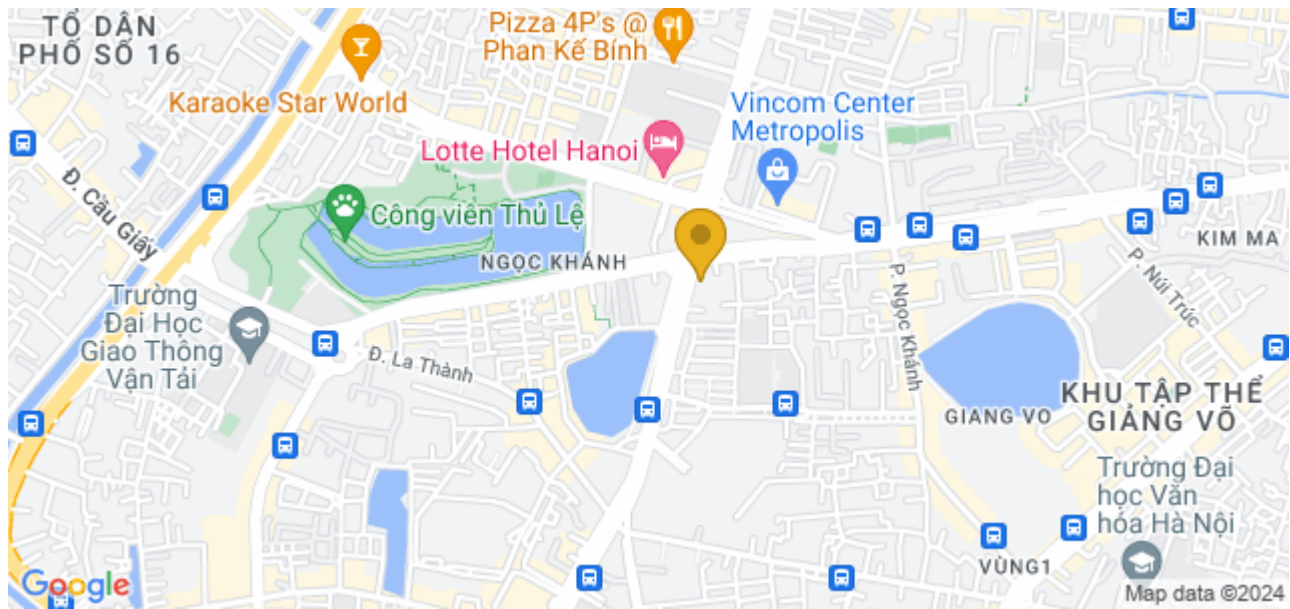 TỔ DÂN
PHỐ SỐ 16
Pizza 4P's @
Phan Kế Bính
Karaoke Star World
Vincom Center
Metropolis
Lotte Hotel Hanoi
Đ. Cầu Giấy
Công viên Thủ Lệ
NGỌC KHÁNH
KIM MA
P. Núi Trúc
P. Ngọc Khánh
Trường
Đại Học
Giao Thông
Vận Tải
Đ. La Thành
KHU TẬP THỂ
GIẢNG VÕ
GIANG VO
Trường Đại
học Văn
hóa Hà Nội
VÙNG1
Google
Map data ©2024